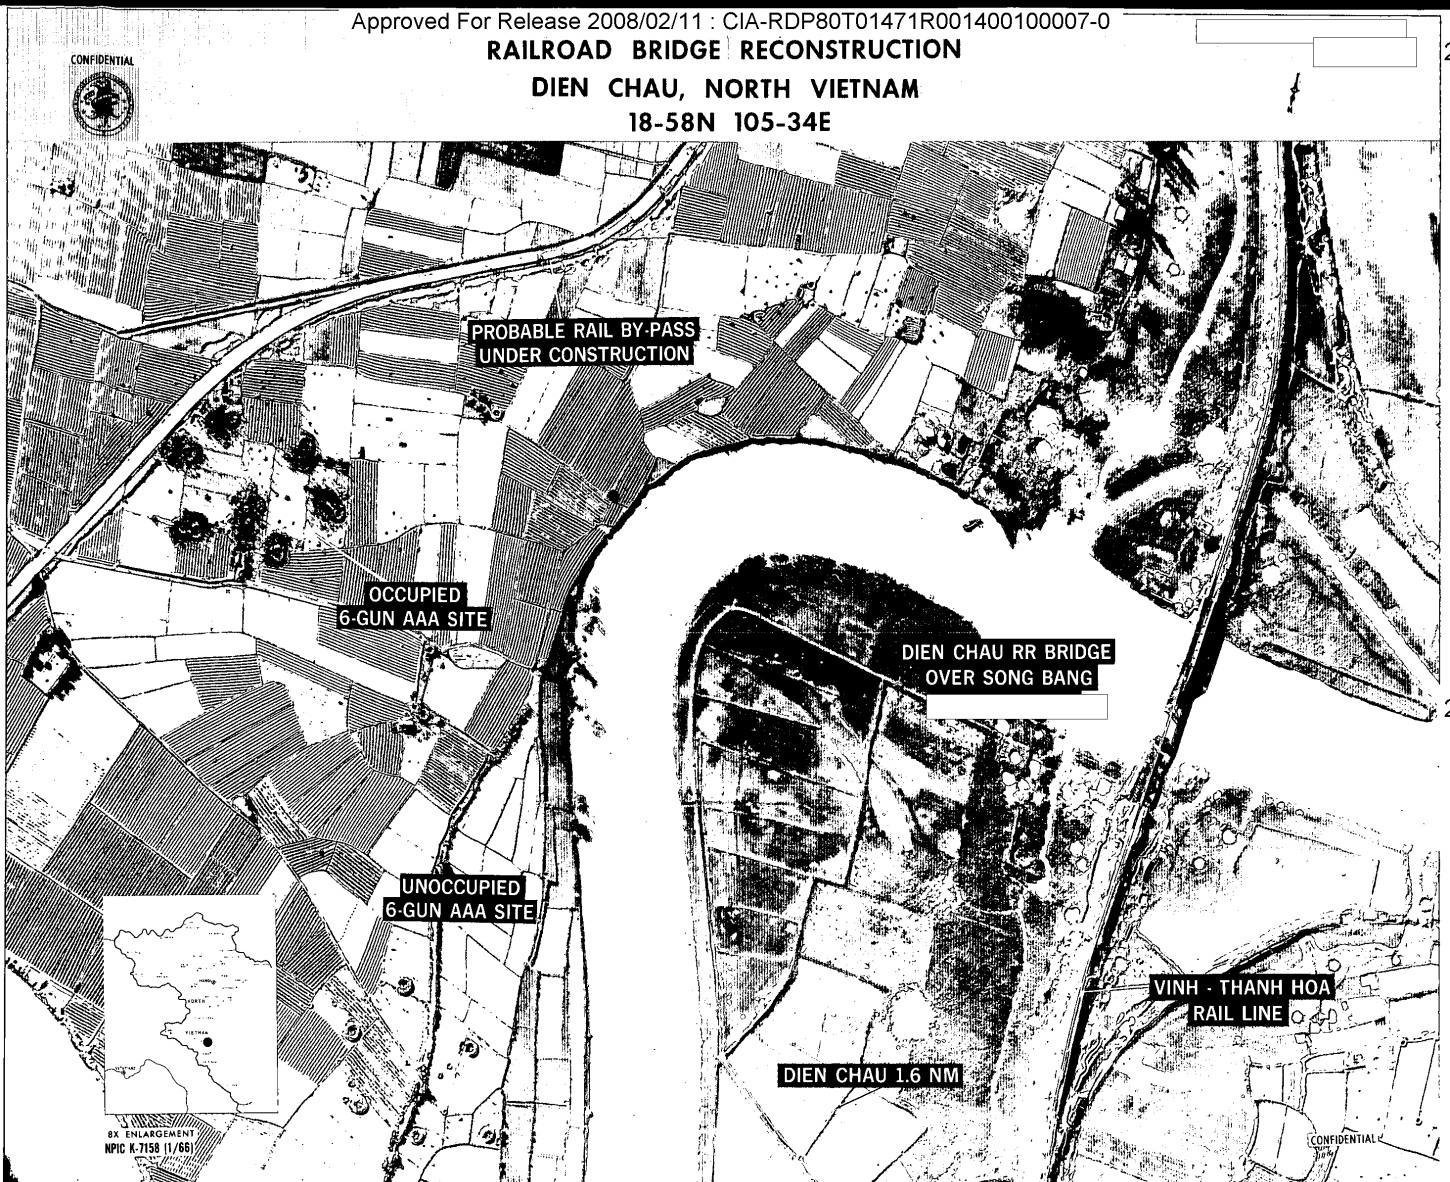 Approved For Release 2008/02/11 : CIA-RDP80T01471R001400100007-0
RAILROAD BRIDGE RECONSTRUCTION
CONFIDENTIAL
DIEN CHAU, NORTH VIETNAM
18-58N 105-34E
PROBABLE RAIL BY-PASS
UNDER CONSTRUCTION
OCCUPIED
6-GUN AAA SITE
DIEN CHAU RR BRIDGE
OVER SONG BANG
UNOCCUPIED
6-GUN AAA SITE
VINH - THANH HOA
RAIL LINE
NORTH
VIETNAM
DIEN CHAU 1.6 NM
8X ENLARGEMENT
NPIC K-7158 (1/66)
CONFIDENTIAL